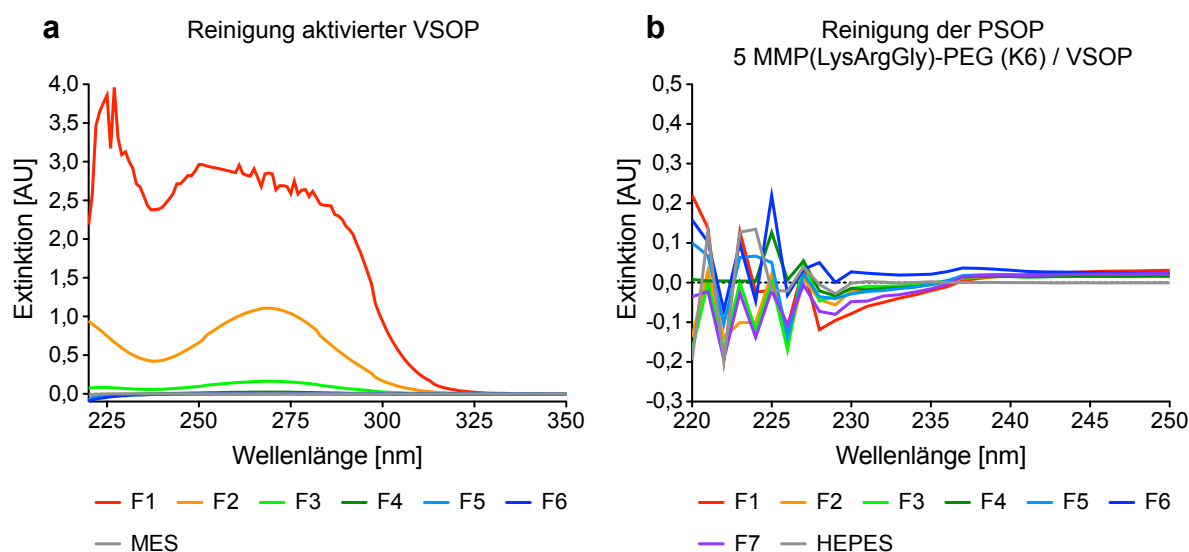 a
Reinigung aktivierter VSOP
Extinktion [AU]
4,0
3,5
3,0
2,5
2,0
1,5
1,0
0,5
0,0
225
250
275
300
325
350
Wellenlänge [nm]
F1 F2 F3 F4 F5 F6
MES
b
Reinigung der PSOP
5 MMP(LysArgGly)-PEG (K6) / VSOP
Extinktion [AU]
0,5
0,4
0,3
0,2
0,1
0,0
-0,1
-0,2
-0,3
220
225
230
235
240
245
250
Wellenlänge [nm]
F1 F2 F3 F4 F5 F6
F7 HEPES